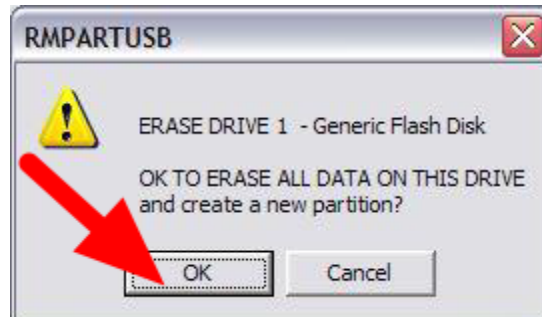 RMPARTUSB
ERASE DRIVE 1 - Generic Flash Disk
OK TO ERASE ALL DATA ON THIS DRIVE
and create a new partition?
OK
Cancel